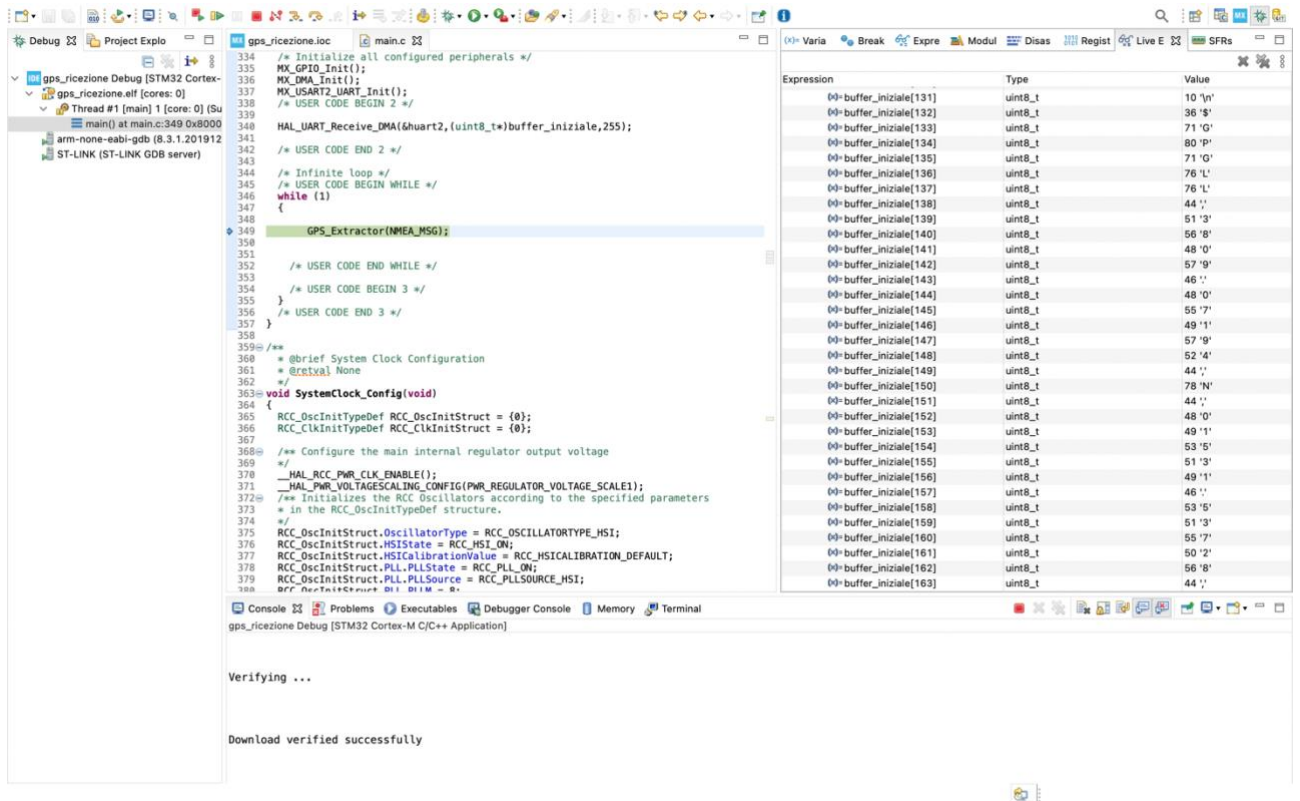 Debug
Project Explo
gps_ricezione Debug [STM32 Cortex-
gps_ricezione.elf [cores: 0]
Thread #1 [main] 1 [core: 0] (Su
main() at main.c:349 0x8000
arm-none-eabi-gdb (8.3.1.201912
ST-LINK (ST-LINK GDB server)
gps_ricezione.ioc
main.c
334 /* Initialize all configured peripherals */
335 MX_GPIO_Init();
336 MX_DMA_Init();
337 MX_USART2_UART_Init();
338 /* USER CODE BEGIN 2 */
339
340 HAL_UART_Receive_DMA(&huart2,(uint8_t*)buffer_iniziale,255);
341
342 /* USER CODE END 2 */
343
344 /* Infinite loop */
345 /* USER CODE BEGIN WHILE */
346 while (1)
347 {
348
349 GPS_Extractor(NMEA_MSG);
350
351
352 /* USER CODE END WHILE */
353
354 /* USER CODE BEGIN 3 */
355 }
356 /* USER CODE END 3 */
357 }
358
359 /**
360 * @brief System Clock Configuration
361 * @retval None
362 */
363 void SystemClock_Config(void)
364 {
365 RCC_OscInitTypeDef RCC_OscInitStruct = {0};
366 RCC_ClkInitTypeDef RCC_ClkInitStruct = {0};
367
368 /** Configure the main internal regulator output voltage
369 */
370 __HAL_RCC_PWR_CLK_ENABLE();
371 __HAL_PWR_VOLTAGESCALING_CONFIG(PWR_REGULATOR_VOLTAGE_SCALE1);
372 /** Initializes the RCC Oscillators according to the specified parameters
373 * in the RCC_OscInitTypeDef structure.
374 */
375 RCC_OscInitStruct.OscillatorType = RCC_OSCILLATORTYPE_HSI;
376 RCC_OscInitStruct.HSIState = RCC_HSI_ON;
377 RCC_OscInitStruct.HSICalibrationValue = RCC_HSICALIBRATION_DEFAULT;
378 RCC_OscInitStruct.PLL.PLLState = RCC_PLL_ON;
379 RCC_OscInitStruct.PLL.PLLSource = RCC_PLLSOURCE_HSI;
380 RCC_OscInitStruct.PLL.PLLM = 8;
(x)= Varia Break Expre Modul Disas Regist Live E SFRs
Expression Type Value
(x)= buffer_iniziale[131] uint8_t 10 '\n'
(x)= buffer_iniziale[132] uint8_t 36 '$'
(x)= buffer_iniziale[133] uint8_t 71 'G'
(x)= buffer_iniziale[134] uint8_t 80 'P'
(x)= buffer_iniziale[135] uint8_t 71 'G'
(x)= buffer_iniziale[136] uint8_t 76 'L'
(x)= buffer_iniziale[137] uint8_t 76 'L'
(x)= buffer_iniziale[138] uint8_t 44 ','
(x)= buffer_iniziale[139] uint8_t 51 '3'
(x)= buffer_iniziale[140] uint8_t 56 '8'
(x)= buffer_iniziale[141] uint8_t 48 '0'
(x)= buffer_iniziale[142] uint8_t 57 '9'
(x)= buffer_iniziale[143] uint8_t 46 '.'
(x)= buffer_iniziale[144] uint8_t 48 '0'
(x)= buffer_iniziale[145] uint8_t 55 '7'
(x)= buffer_iniziale[146] uint8_t 49 '1'
(x)= buffer_iniziale[147] uint8_t 57 '9'
(x)= buffer_iniziale[148] uint8_t 52 '4'
(x)= buffer_iniziale[149] uint8_t 44 ','
(x)= buffer_iniziale[150] uint8_t 78 'N'
(x)= buffer_iniziale[151] uint8_t 44 ','
(x)= buffer_iniziale[152] uint8_t 48 '0'
(x)= buffer_iniziale[153] uint8_t 49 '1'
(x)= buffer_iniziale[154] uint8_t 53 '5'
(x)= buffer_iniziale[155] uint8_t 51 '3'
(x)= buffer_iniziale[156] uint8_t 49 '1'
(x)= buffer_iniziale[157] uint8_t 46 '.'
(x)= buffer_iniziale[158] uint8_t 53 '5'
(x)= buffer_iniziale[159] uint8_t 51 '3'
(x)= buffer_iniziale[160] uint8_t 55 '7'
(x)= buffer_iniziale[161] uint8_t 50 '2'
(x)= buffer_iniziale[162] uint8_t 56 '8'
(x)= buffer_iniziale[163] uint8_t 44 ','
Console Problems Executables Debugger Console Memory Terminal
gps_ricezione Debug [STM32 Cortex-M C/C++ Application]
Verifying ...
Download verified successfully